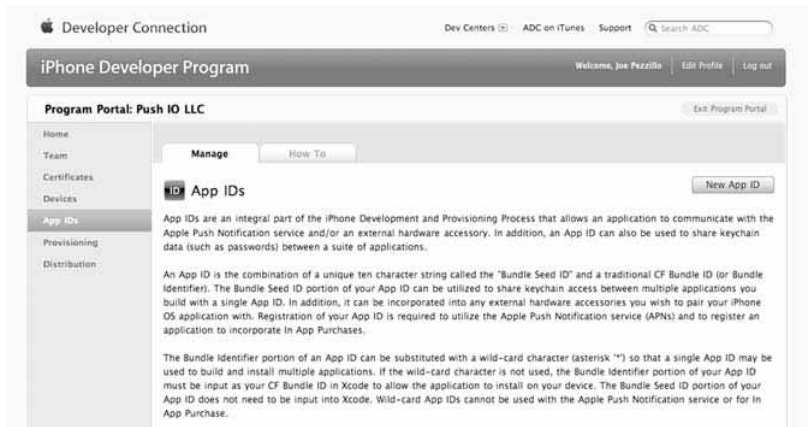 Developer Connection
Dev Centers ADC on iTunes Support Search ADC
iPhone Developer Program
Welcome, Joe Pezzillo Edit Profile Log out
Program Portal: Push IO LLC
Exit Program Portal
Home
Team
Certificates
Devices
App IDs
Provisioning
Distribution
Manage How To
ID App IDs
New App ID
App IDs are an integral part of the iPhone Development and Provisioning Process that allows an application to communicate with the
Apple Push Notification service and/or an external hardware accessory. In addition, an App ID can also be used to share keychain
data (such as passwords) between a suite of applications.
An App ID is the combination of a unique ten character string called the "Bundle Seed ID" and a traditional CF Bundle ID (or Bundle
Identifier). The Bundle Seed ID portion of your App ID can be utilized to share keychain access between multiple applications you
build with a single App ID. In addition, it can be incorporated into any external hardware accessories you wish to pair your iPhone
OS application with. Registration of your App ID is required to utilize the Apple Push Notification service (APNs) and to register an
application to incorporate In App Purchases.
The Bundle Identifier portion of an App ID can be substituted with a wild-card character (asterisk "*") so that a single App ID may be
used to build and install multiple applications. If the wild-card character is not used, the Bundle Identifier portion of your App ID
must be input as your CF Bundle ID in Xcode to allow the application to install on your device. The Bundle Seed ID portion of your
App ID does not need to be input into Xcode. Wild-card App IDs cannot be used with the Apple Push Notification service or for In
App Purchase.